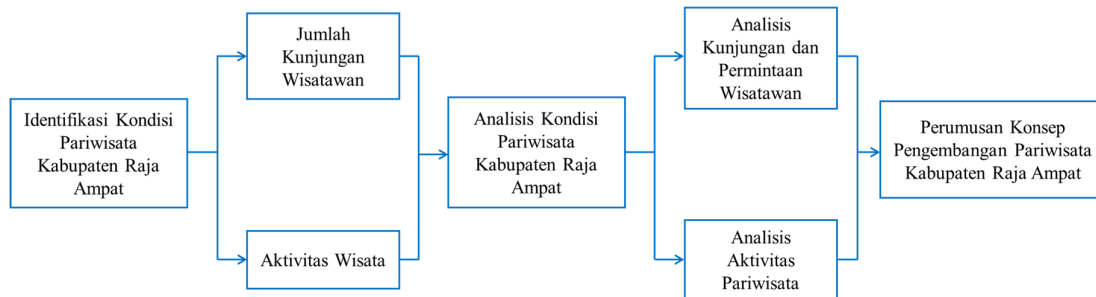 Identifikasi Kondisi
Pariwisata
Kabupaten Raja
Ampat
Jumlah
Kunjungan
Wisatawan
Aktivitas Wisata
Analisis Kondisi
Pariwisata
Kabupaten Raja
Ampat
Analisis
Kunjungan dan
Permintaan
Wisatawan
Analisis
Aktivitas
Pariwisata
Perumusan Konsep
Pengembangan Pariwisata
Kabupaten Raja Ampat